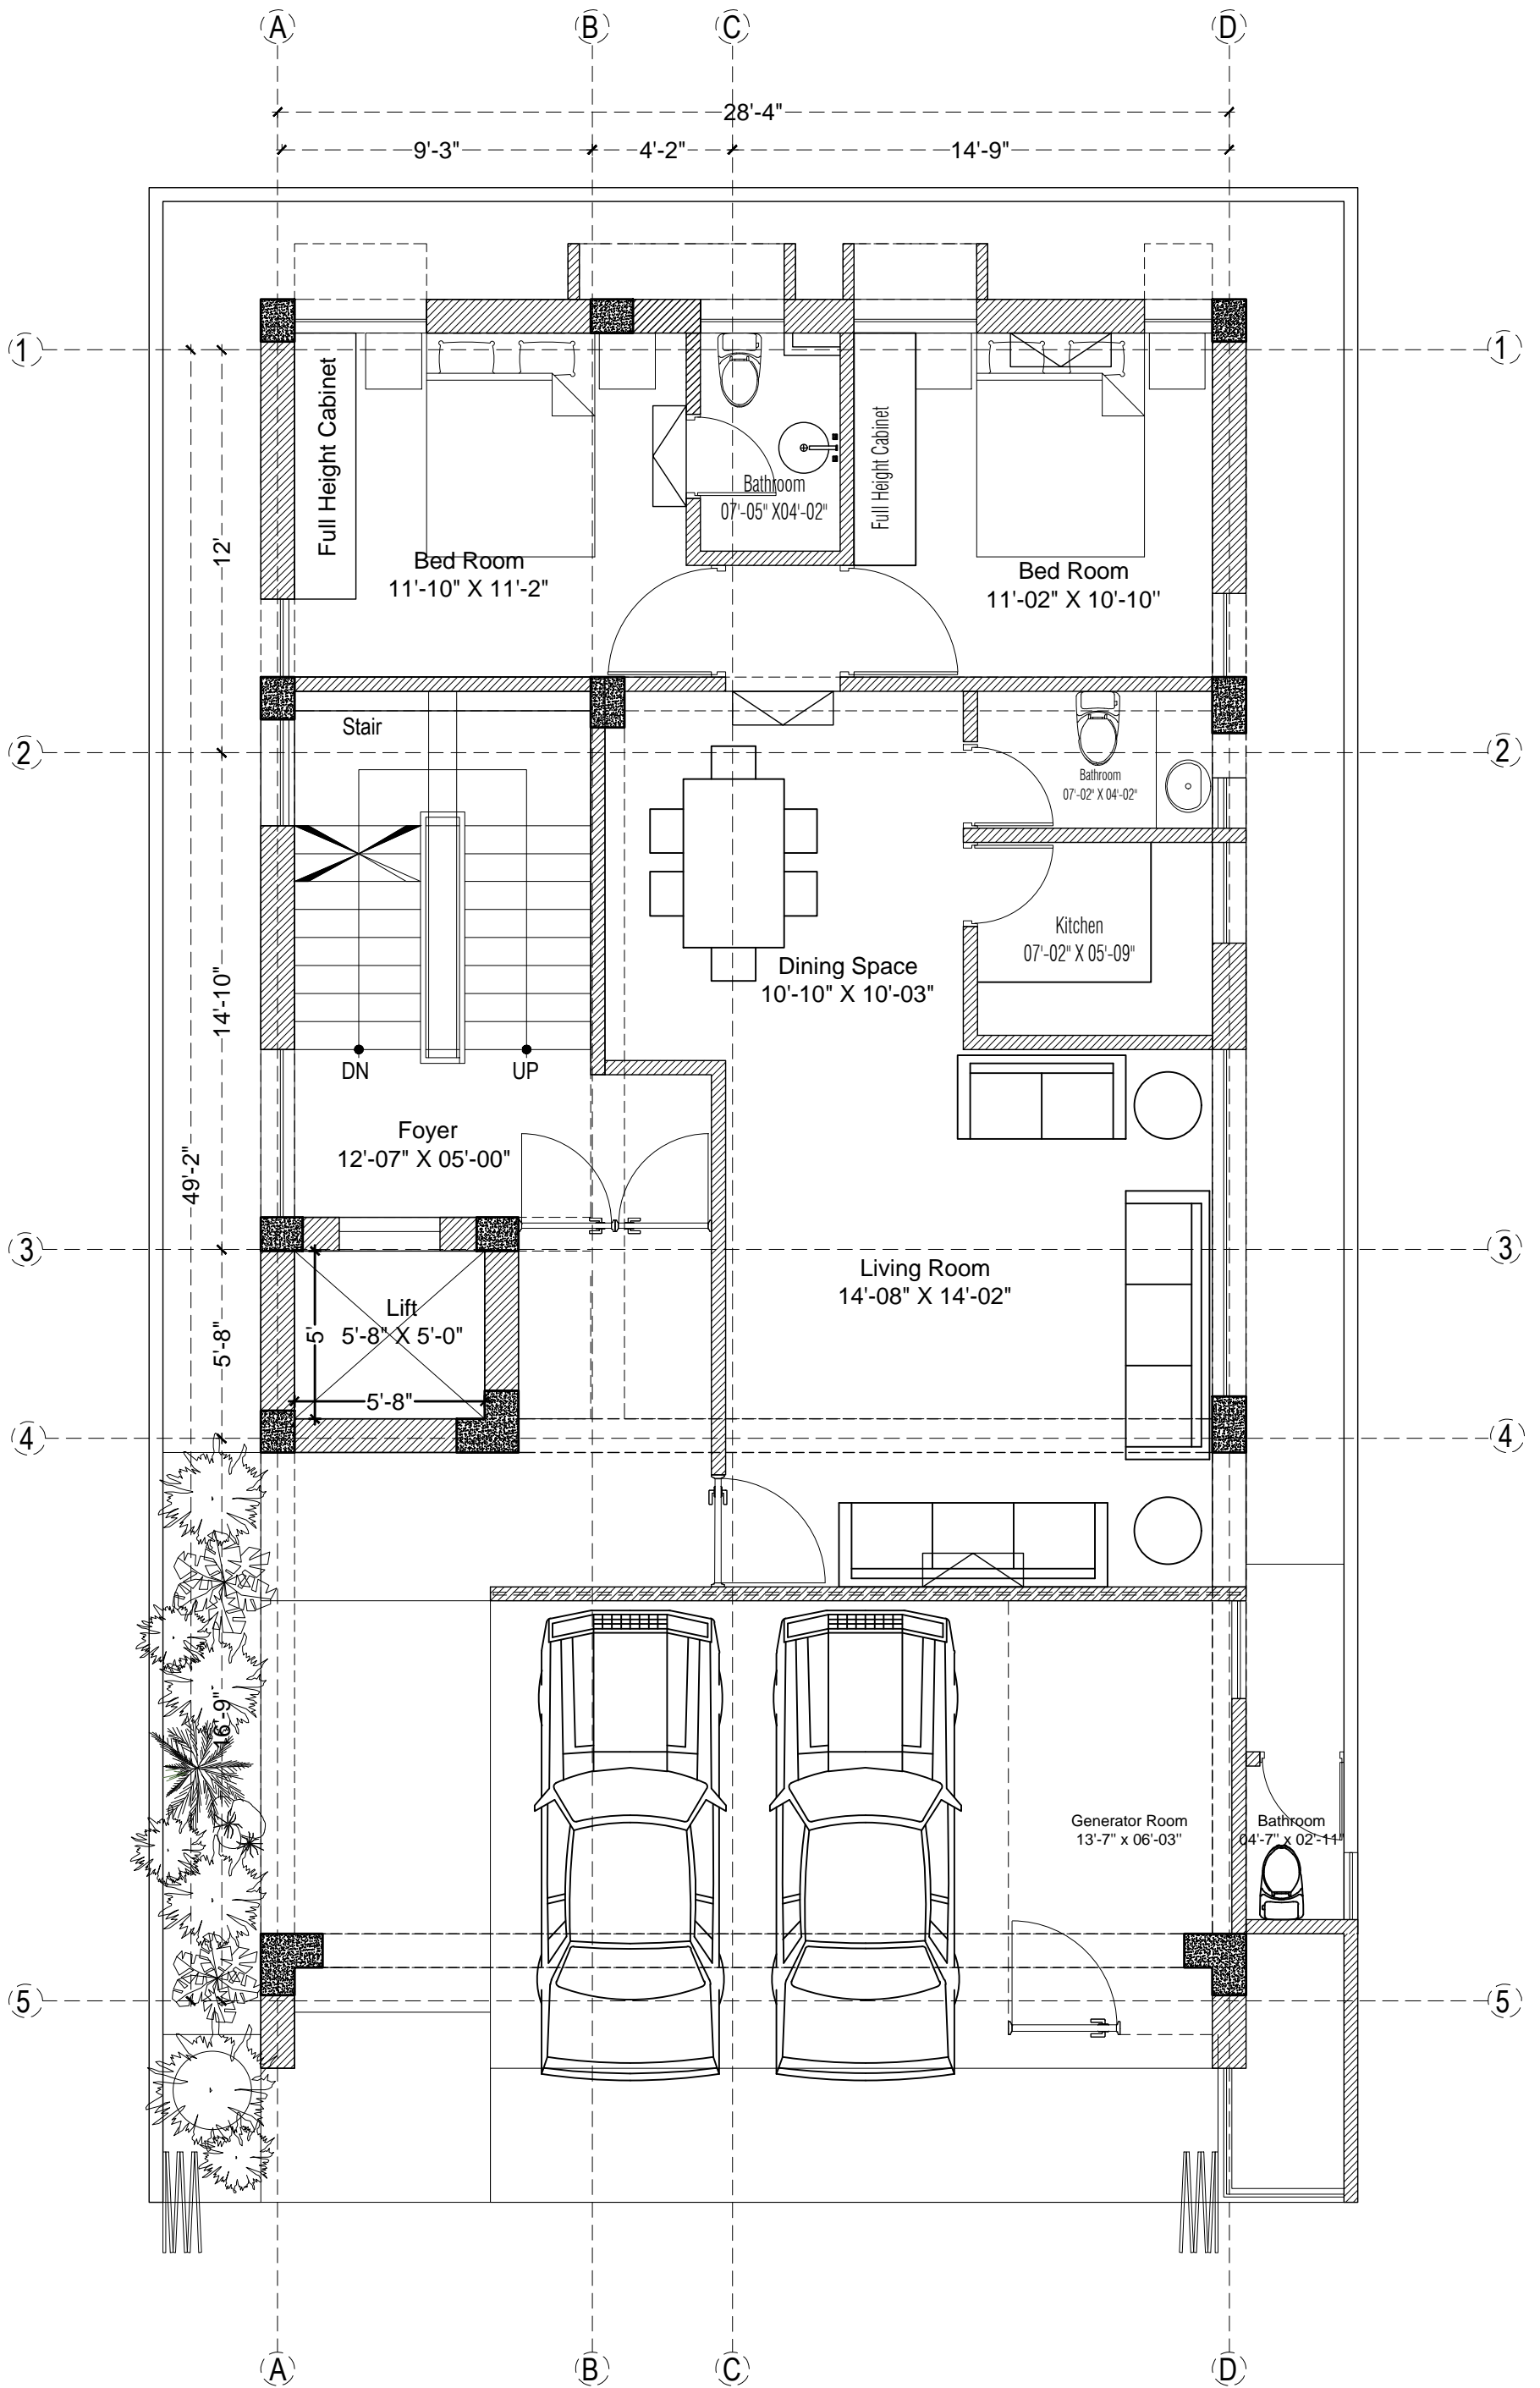 A B C D
28'-4"
9'-3" 4'-2" 14'-9"
1 1
Full Height Cabinet
Full Height Cabinet
Bathroom
07'-05" X04'-02"
12'
Bed Room
11'-10" X 11'-2"
Bed Room
11'-02" X 10'-10"
Stair
2 2
Bathroom
07'-02" X 04'-02"
Kitchen
07'-02" X 05'-09"
Dining Space
10'-10" X 10'-03"
14'-10"
DN UP
Foyer
12'-07" X 05'-00"
49'-2"
3 3
Living Room
14'-08" X 14'-02"
Lift
5'-8" X 5'-0"
5'
5'-8"
5'-8"
4 4
16'-9"
Generator Room
13'-7" x 06'-03"
Bathroom
04'-7" x 02'-11"
5 5
A B C D